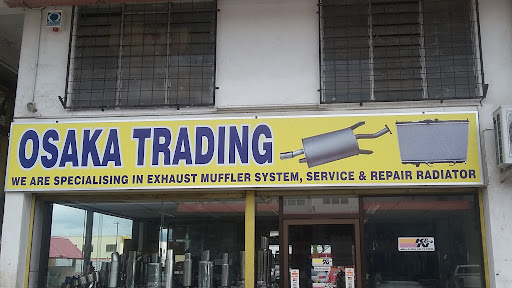 OSAKA TRADING
WE ARE SPECIALISING IN EXHAUST MUFFLER SYSTEM, SERVICE & REPAIR RADIATOR
K&N